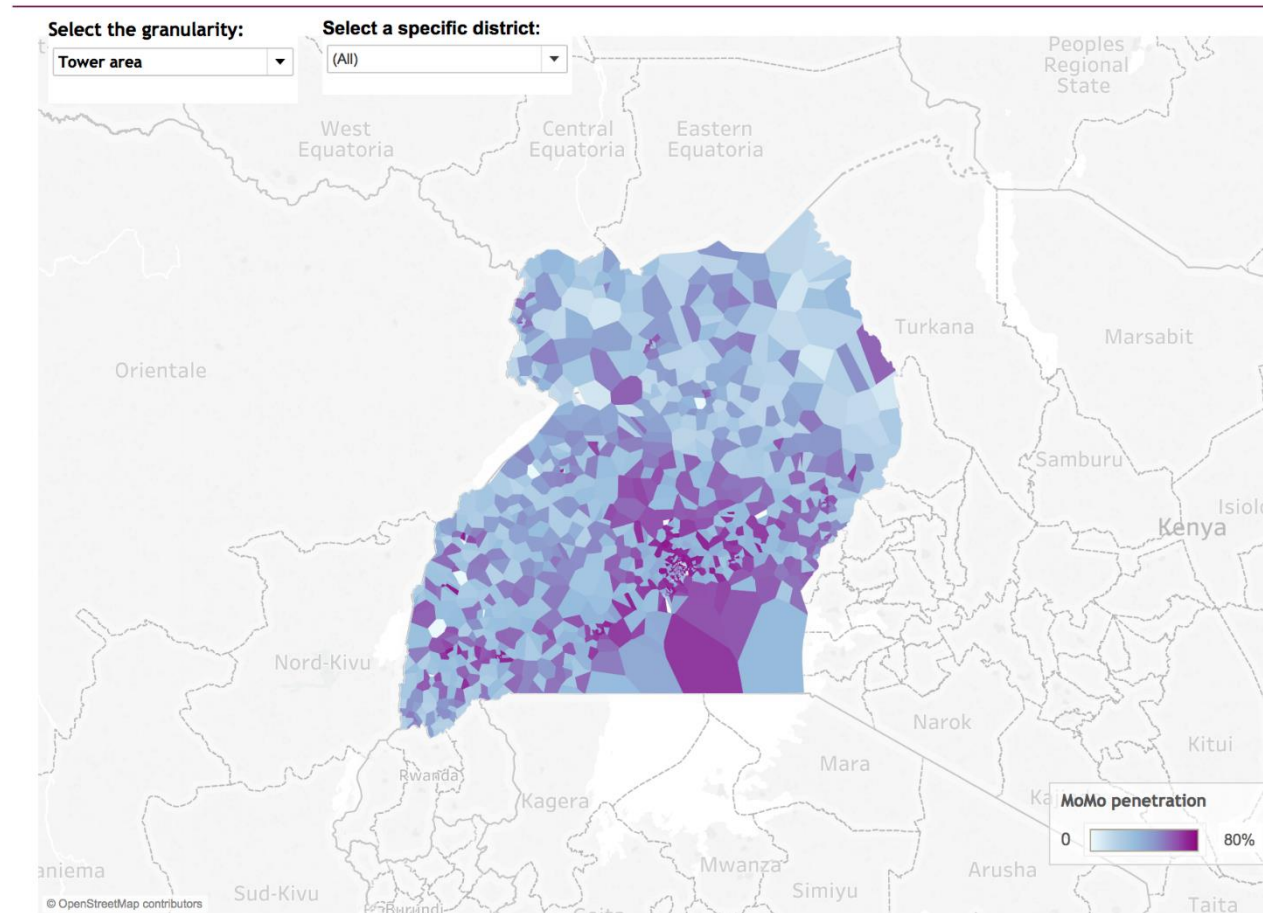 Select the granularity:
Select a specific district:
Tower area
(All)
Peoples
Regional
State
West
Equatoria
Central
Equatoria
Eastern
Equatoria
Turkana
Marsabit
Orientale
Samburu
Isiolo
Kenya
Nord-Kivu
Narok
Kitui
Rwanda
Mara
Kagera
MoMo penetration
0
80%
aniema
Mwanza
Arusha
Sud-Kivu
Burundi
Simiyu
Taita
© OpenStreetMap contributors